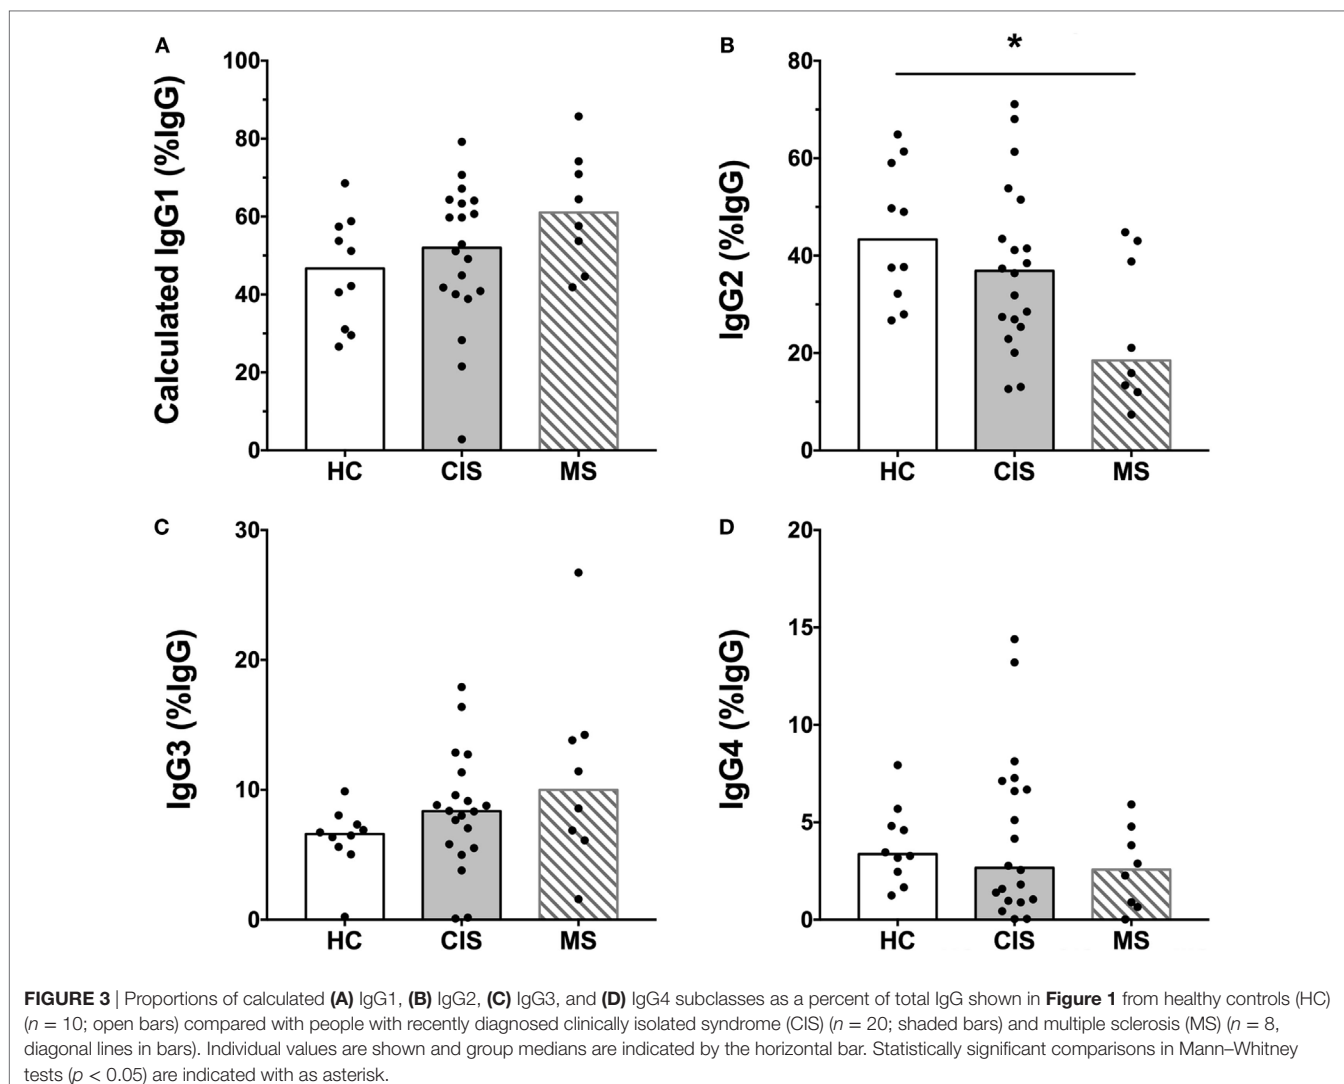 A
Calculated IgG1 (%IgG)
100
80
60
40
20
0
HC CIS MS
B
*
IgG2 (%IgG)
80
60
40
20
0
HC CIS MS
C
IgG3 (%IgG)
30
20
10
0
HC CIS MS
D
IgG4 (%IgG)
20
15
10
5
0
HC CIS MS
FIGURE 3 | Proportions of calculated (A) IgG1, (B) IgG2, (C) IgG3, and (D) IgG4 subclasses as a percent of total IgG shown in Figure 1 from healthy controls (HC)
(n = 10; open bars) compared with people with recently diagnosed clinically isolated syndrome (CIS) (n = 20; shaded bars) and multiple sclerosis (MS) (n = 8,
diagonal lines in bars). Individual values are shown and group medians are indicated by the horizontal bar. Statistically significant comparisons in Mann–Whitney
tests (p < 0.05) are indicated with as asterisk.